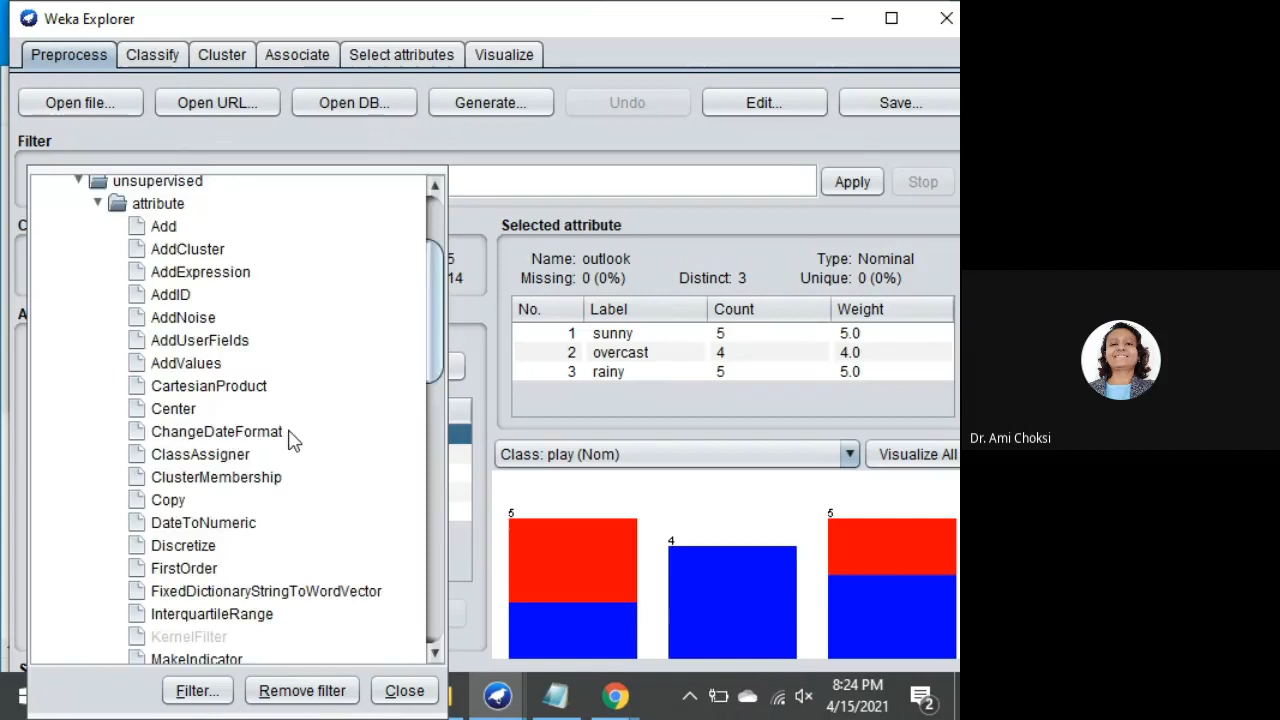 Weka Explorer
Preprocess Classify Cluster Associate Select attributes Visualize
Open file... Open URL... Open DB... Generate... Undo Edit... Save...
Filter
Apply Stop
unsupervised
attribute
Add
AddCluster
AddExpression
AddID
AddNoise
AddUserFields
AddValues
CartesianProduct
Center
ChangeDateFormat
ClassAssigner
ClusterMembership
Copy
DateToNumeric
Discretize
FirstOrder
FixedDictionaryStringToWordVector
InterquartileRange
KernelFilter
MakeIndicator
Filter... Remove filter Close
5
14
Selected attribute
Name: outlook Type: Nominal
Missing: 0 (0%) Distinct: 3 Unique: 0 (0%)
No. Label Count Weight
1 sunny 5 5.0
2 overcast 4 4.0
3 rainy 5 5.0
Class: play (Nom) Visualize All
5 4 5
8:24 PM
4/15/2021
2
Dr. Ami Choksi